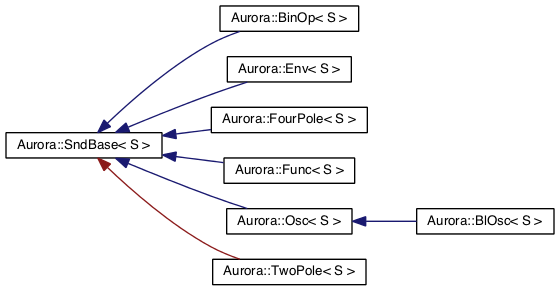 Aurora::BinOp< S >
Aurora::Env< S >
Aurora::FourPole< S >
Aurora::SndBase< S >
Aurora::Func< S >
Aurora::Osc< S >
Aurora::BlOsc< S >
Aurora::TwoPole< S >